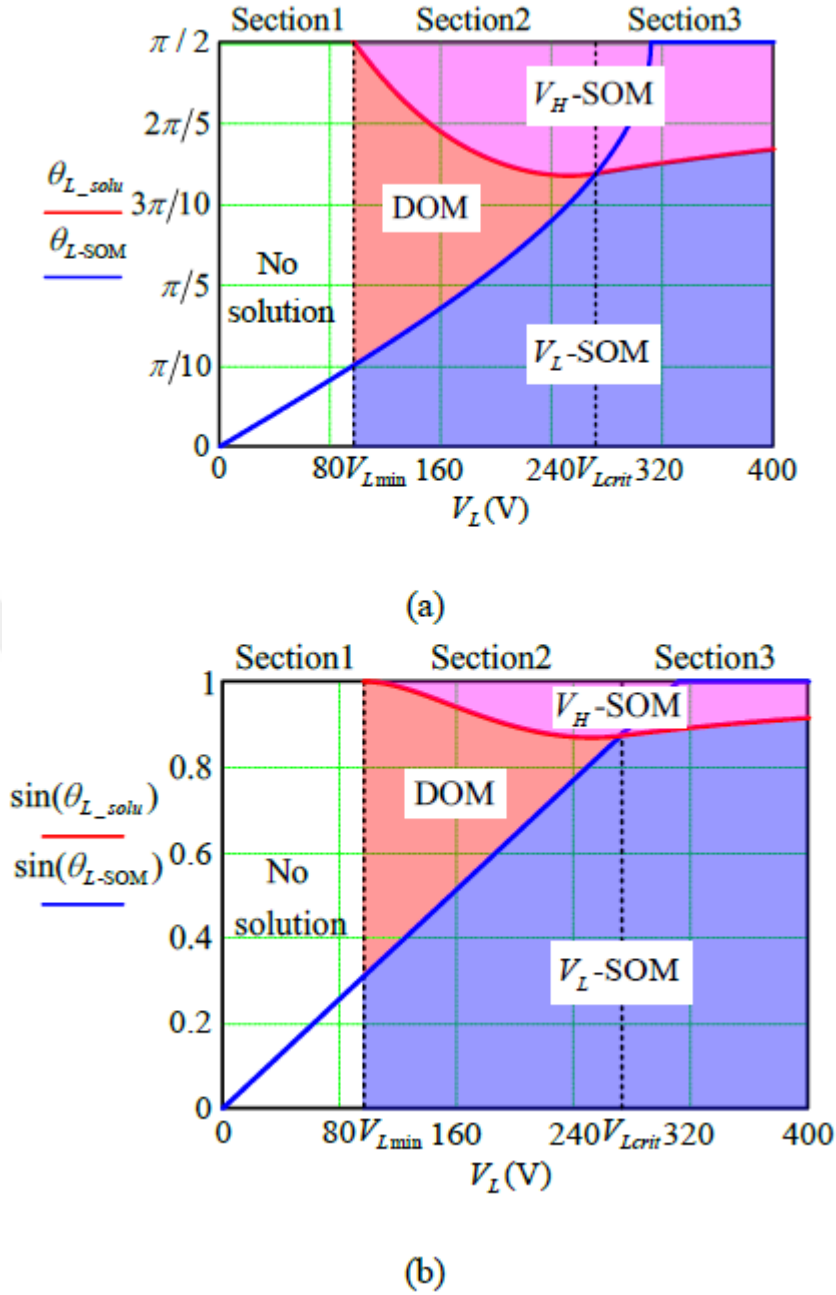 Section1 Section2 Section3
π / 2
2π/5
3π/10
π/5
π/10
0
θL_solu
θL-SOM
VH-SOM
DOM
No
solution
VL-SOM
0 80 VLmin 160 240 VLcrit 320 400
VL(V)
(a)
Section1 Section2 Section3
1
0.8
0.6
0.4
0.2
0
sin(θL_solu)
sin(θL-SOM)
VH-SOM
DOM
No
solution
VL-SOM
0 80 VLmin 160 240 VLcrit 320 400
VL(V)
(b)